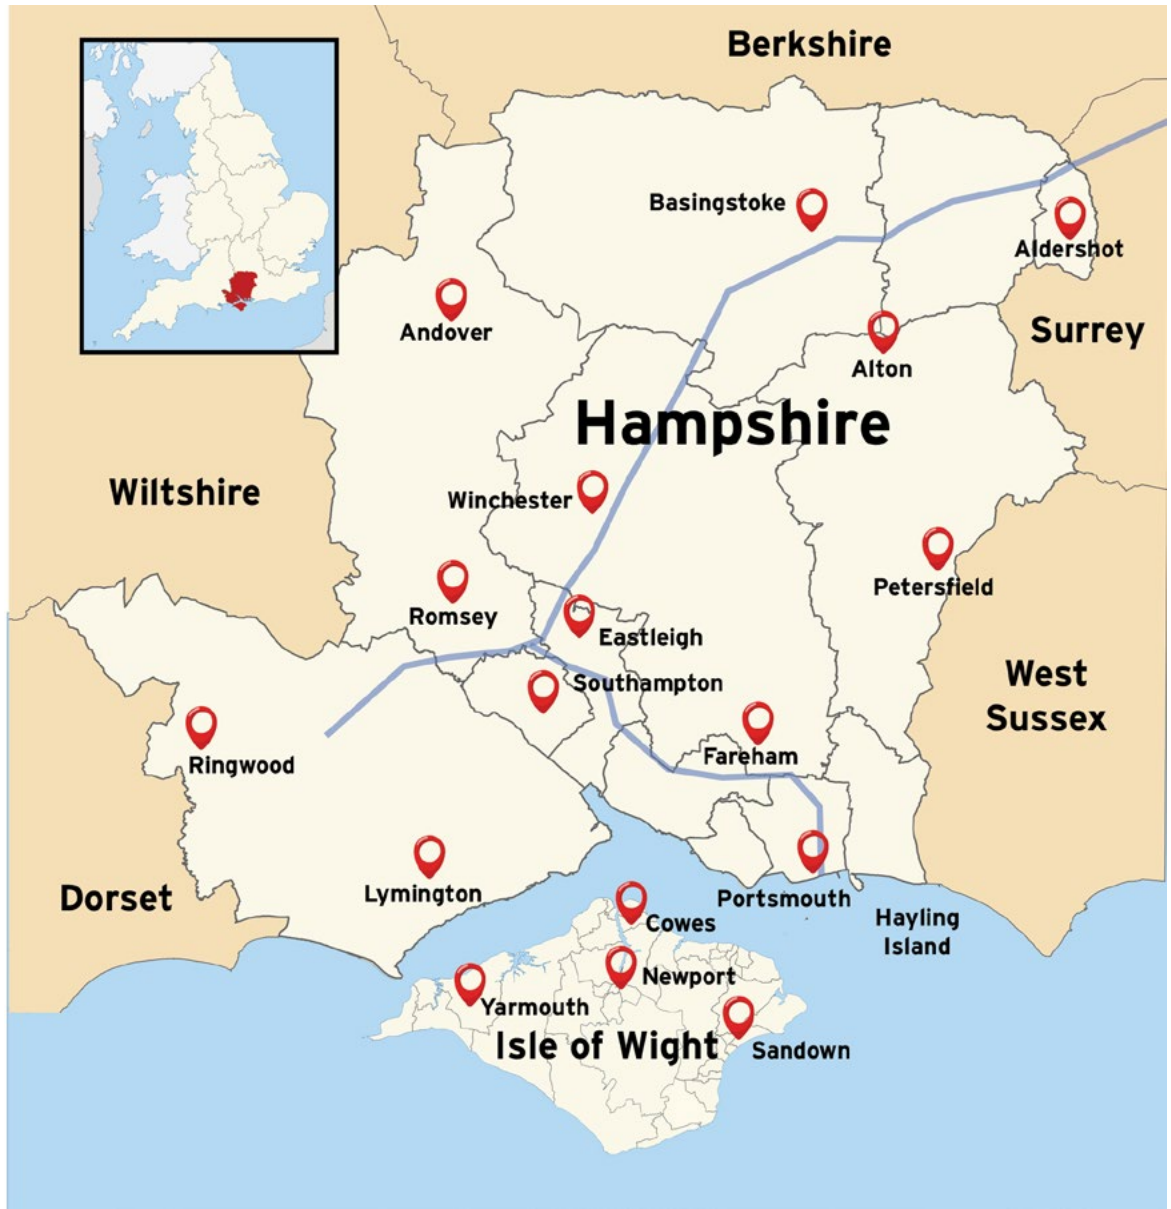 Berkshire
Basingstoke
Aldershot
Andover
Surrey
Alton
Hampshire
Wiltshire
Winchester
Petersfield
Romsey
Eastleigh
West
Sussex
Southampton
Ringwood
Fareham
Dorset
Lymington
Portsmouth
Hayling
Island
Cowes
Newport
Yarmouth
Isle of Wight
Sandown